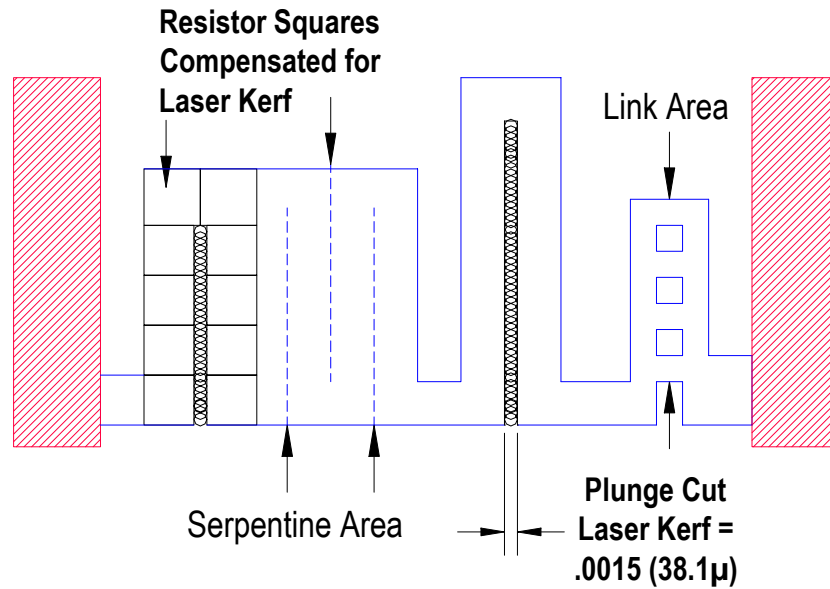 Resistor Squares
Compensated for
Laser Kerf
Link Area
Serpentine Area
Plunge Cut
Laser Kerf =
.0015 (38.1µ)